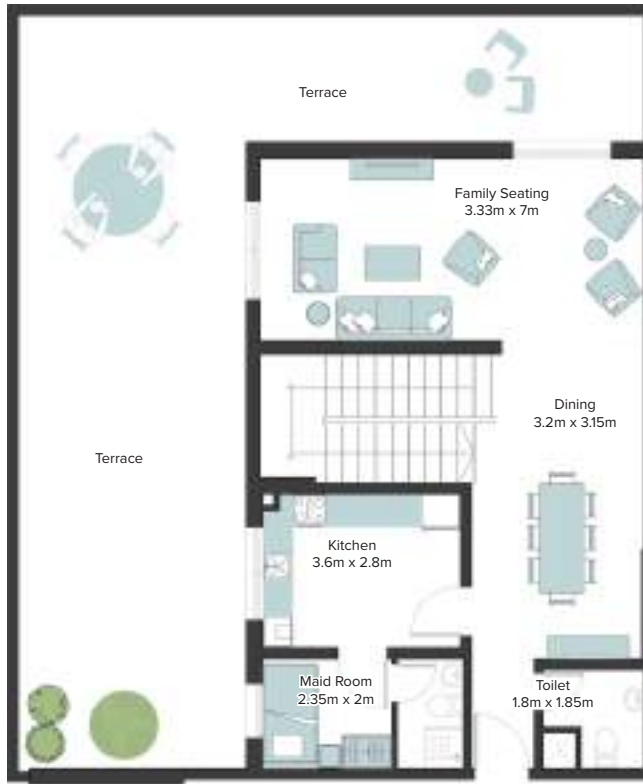 Terrace
Family Seating
3.33m x 7m
Dining
3.2m x 3.15m
Terrace
Kitchen
3.6m x 2.8m
Maid Room
2.35m x 2m
Toilet
1.8m x 1.85m